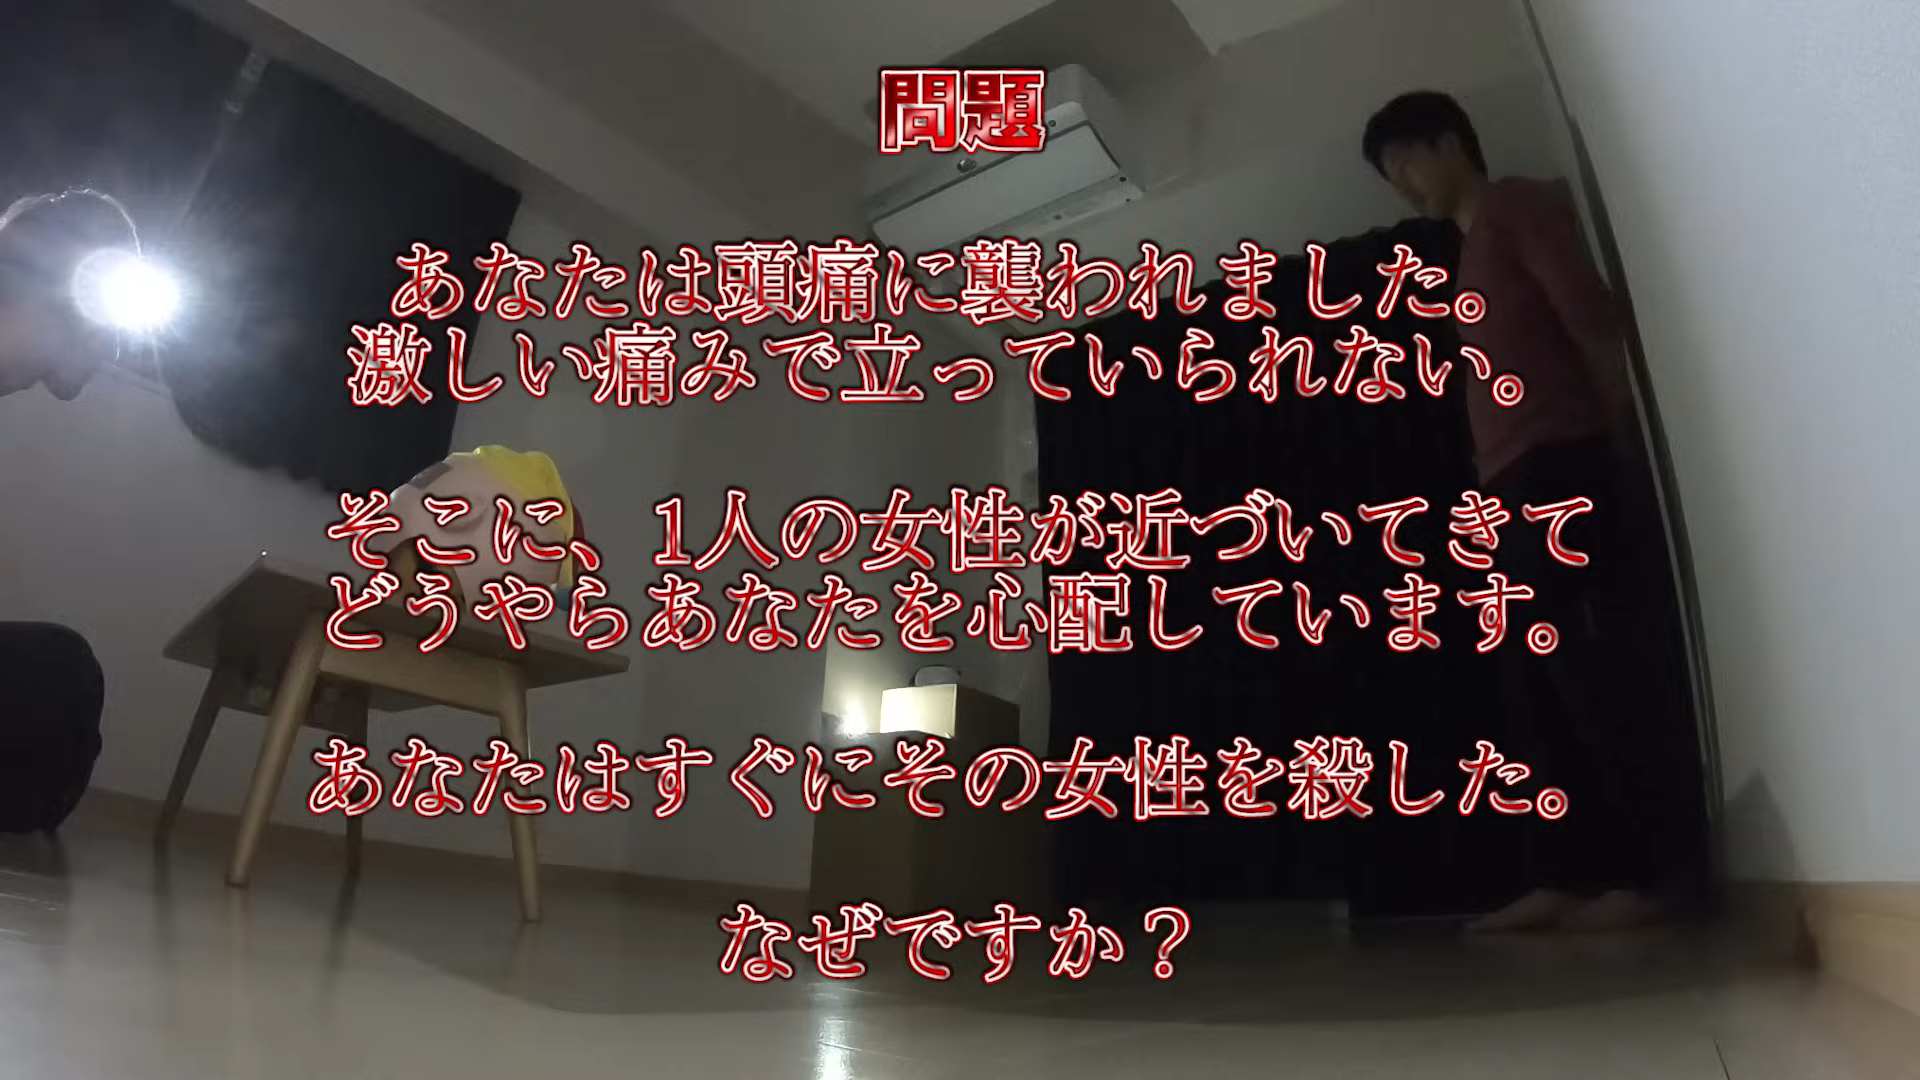 問題
あなたは頭痛に襲われました。
激しい痛みで立っていられない。
そこに、1人の女性が近づいてきて
どうやらあなたを心配しています。
あなたはすぐにその女性を殺した。
なぜですか？